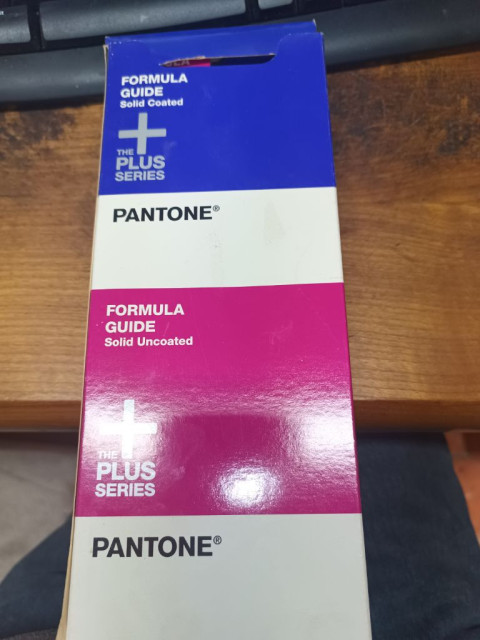 FORMULA
GUIDE
Solid Coated
THE
PLUS
SERIES
PANTONE®
FORMULA
GUIDE
Solid Uncoated
THE
PLUS
SERIES
PANTONE®